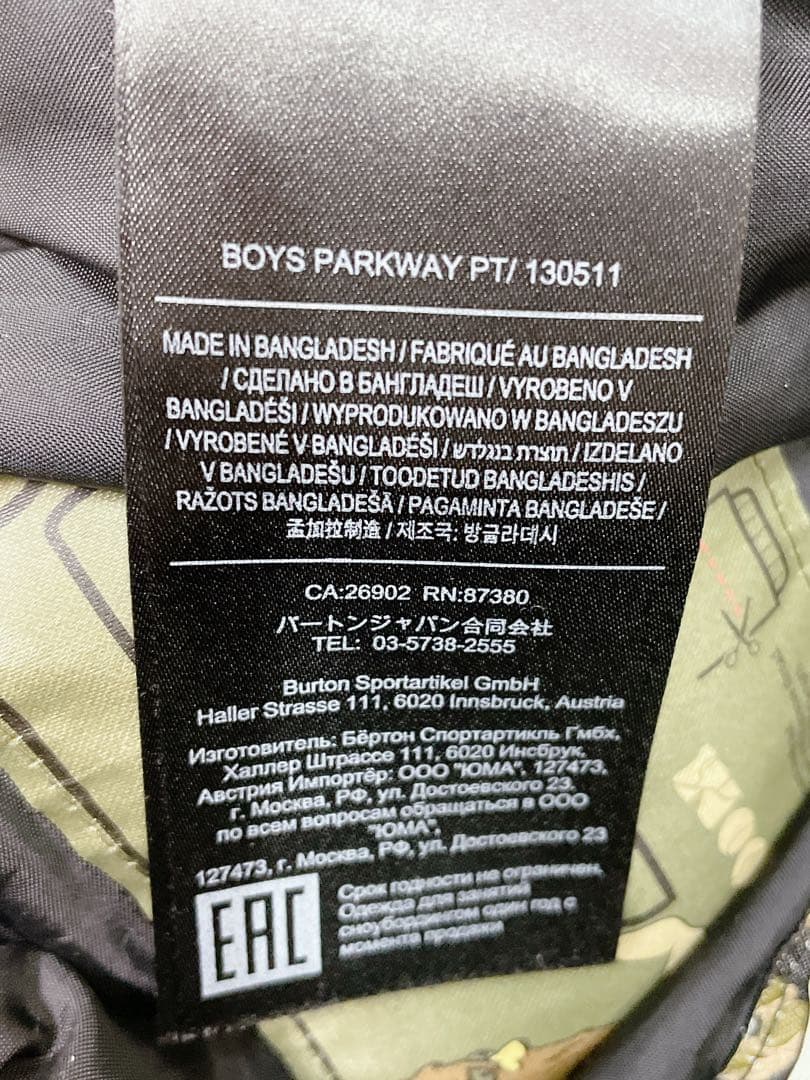 BOYS PARKWAY PT/ 130511
MADE IN BANGLADESH / FABRIQUÉ AU BANGLADESH
/ СДЕЛАНО В БАНГЛАДЕШ / VYROBENO V
BANGLADÉŠI / WYPRODUKOWANO W BANGLADESZU
/ VYROBENÉ V BANGLADÉŠI / תוצרת בנגלדש / IZDELANO
V BANGLADEŠU / TOODETUD BANGLADESHIS /
RAŽOTS BANGLADEŠĀ / PAGAMINTA BANGLADEŠE /
孟加拉制造 / 제조국: 방글라데시
CA:26902 RN:87380
バートンジャパン合同会社
TEL: 03-5738-2555
Burton Sportartikel GmbH
Haller Strasse 111, 6020 Innsbruck, Austria
Изготовитель: Бёртон Спортартикль Гмбх,
Халлер Штрассе 111, 6020 Инсбрук,
Австрия Импортёр: ООО "ЮМА", 127473,
г. Москва, РФ, ул. Достоевского 23,
по всем вопросам обращаться в ООО
"ЮМА",
127473, г. Москва, РФ, ул. Достоевского 23
EAC
Срок годности не ограничен,
Одежда для занятий
сноубордингом один год с
момента продажи